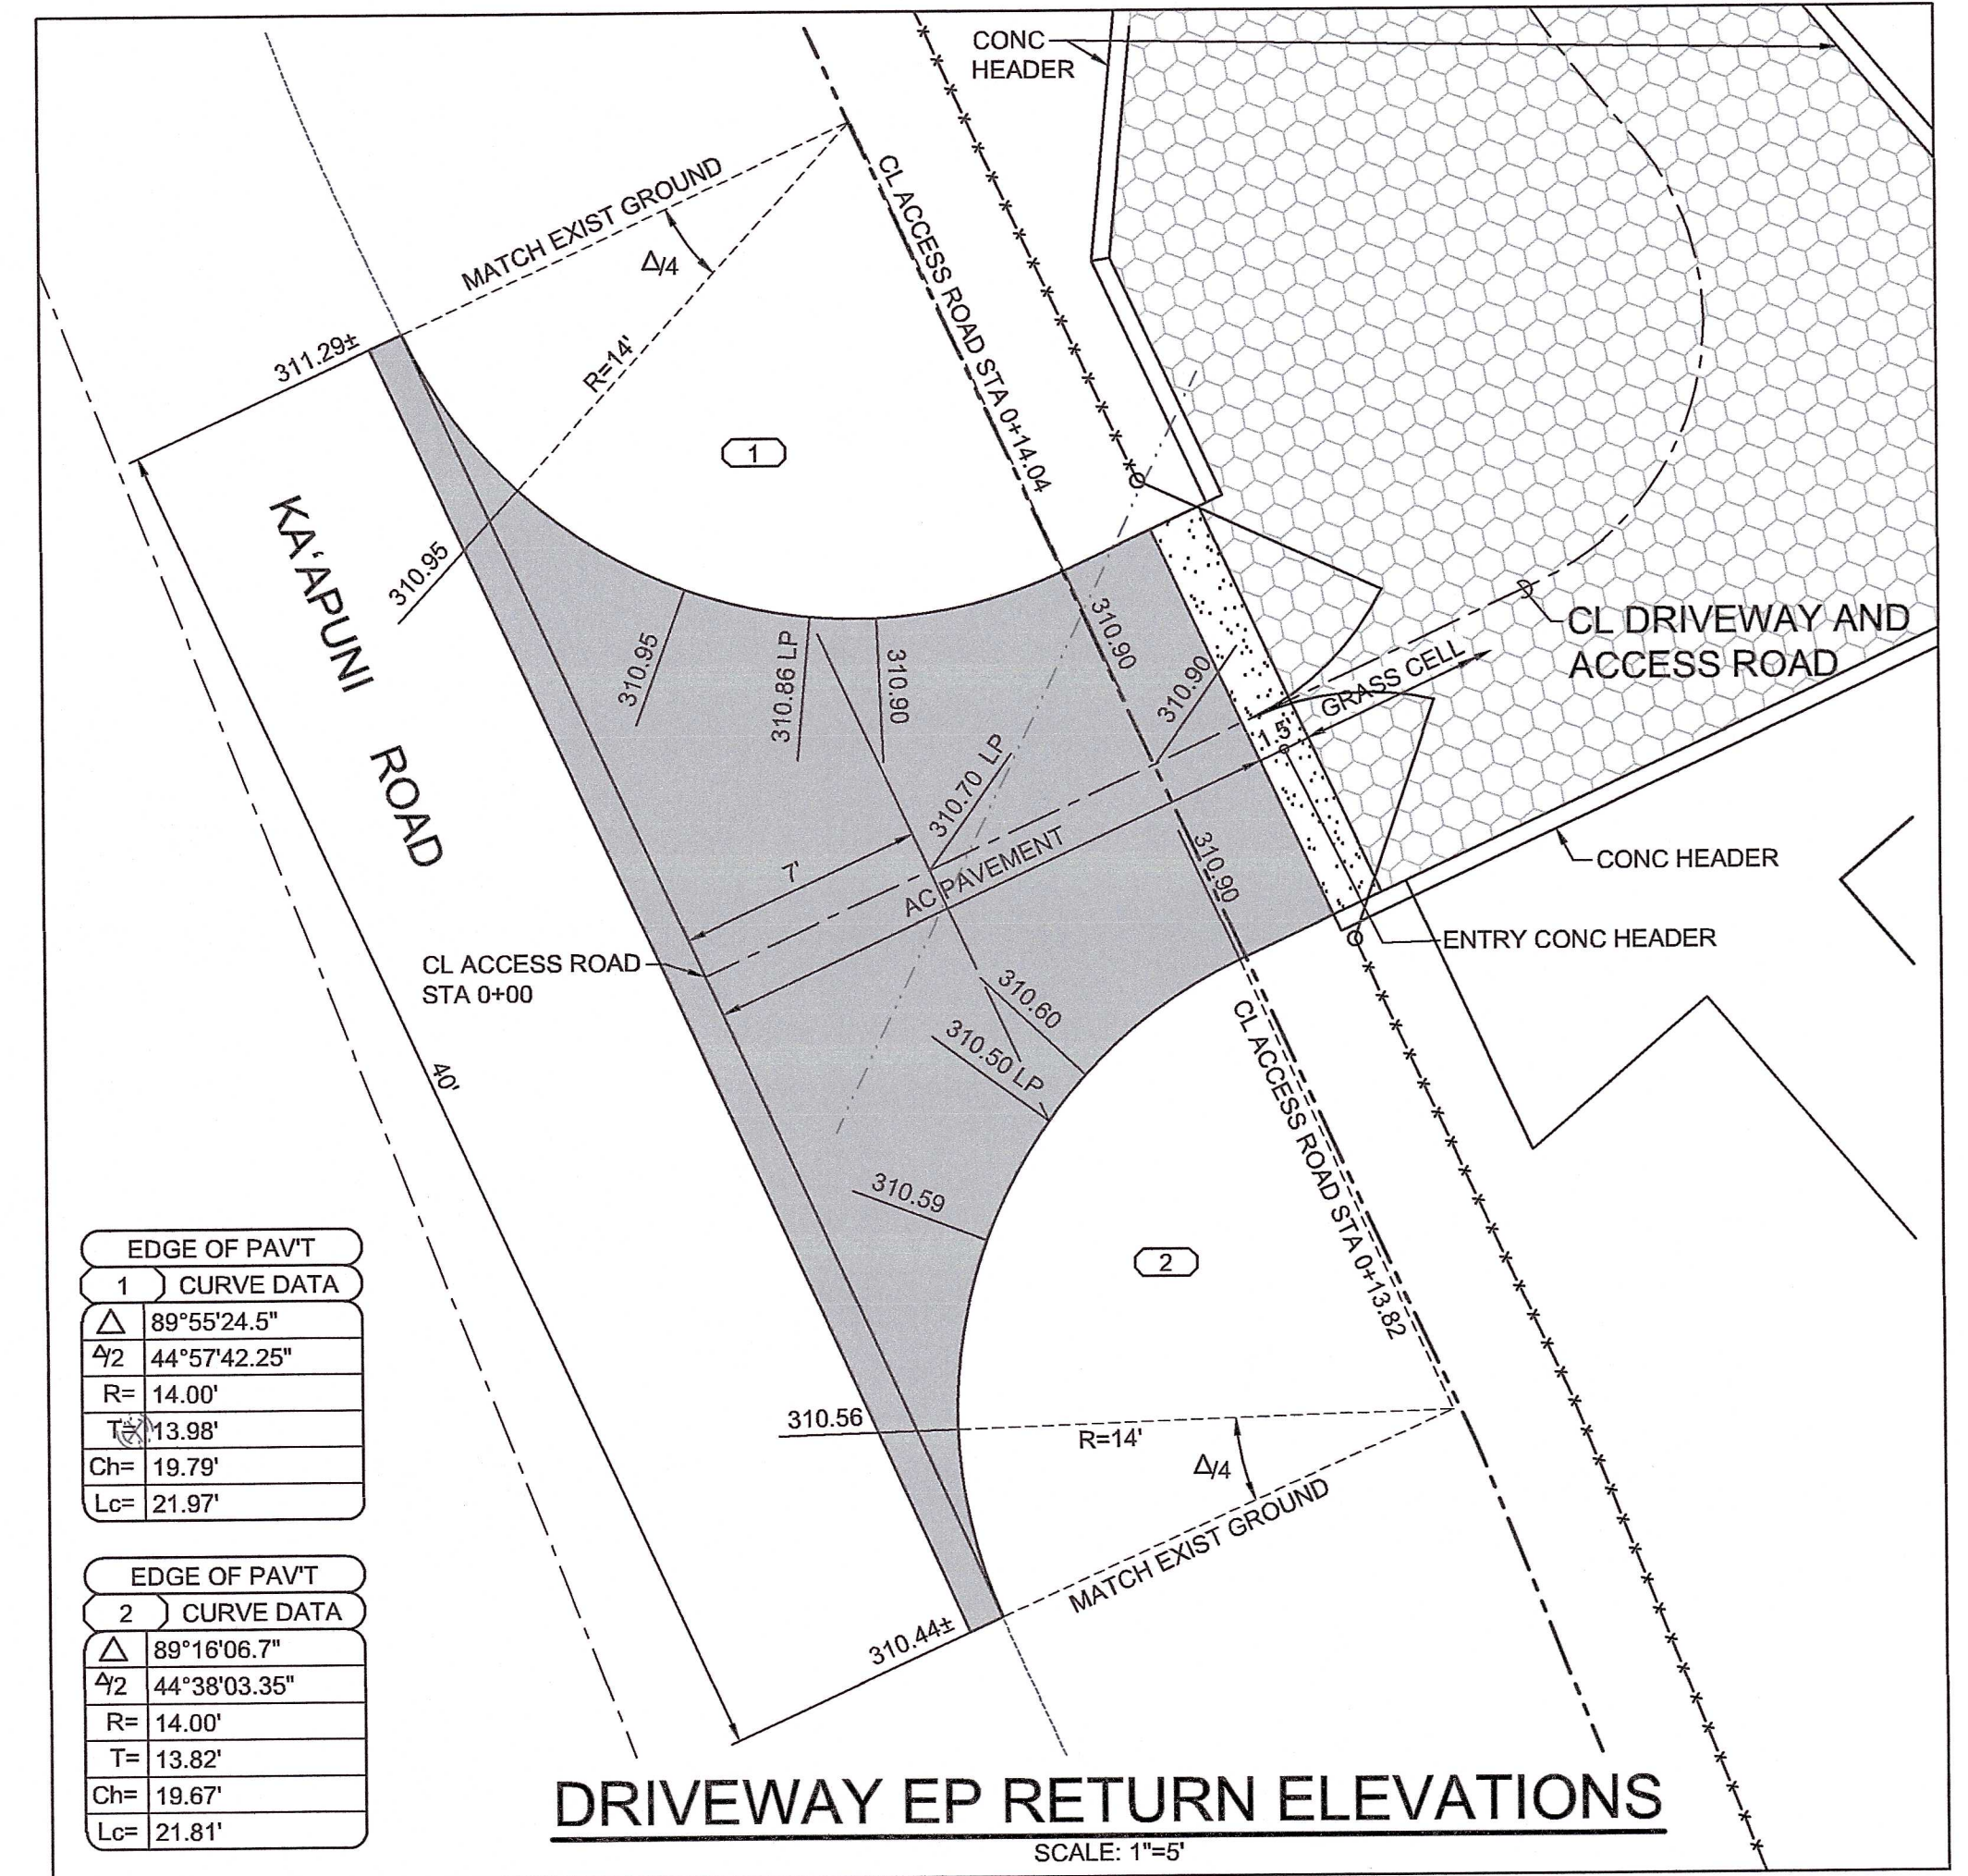 CONC
HEADER
MATCH EXIST GROUND
Δ/4
R=14'
CL ACCESS ROAD STA 0+14.04
311.29±
1
KA‘APUNI ROAD
310.95
310.95
310.86 LP
310.90
310.90
310.90
CL DRIVEWAY AND
ACCESS ROAD
GRASS CELL
1.5'
310.70 LP
7'
AC PAVEMENT
310.90
CONC HEADER
ENTRY CONC HEADER
CL ACCESS ROAD
STA 0+00
310.60
310.50 LP
40'
CL ACCESS ROAD STA 0+13.82
310.59
2
310.56
R=14'
Δ/4
MATCH EXIST GROUND
310.44±
EDGE OF PAV'T
1 CURVE DATA
△ 89°55'24.5"
Δ/2 44°57'42.25"
R= 14.00'
T= 13.98'
Ch= 19.79'
Lc= 21.97'
EDGE OF PAV'T
2 CURVE DATA
△ 89°16'06.7"
Δ/2 44°38'03.35"
R= 14.00'
T= 13.82'
Ch= 19.67'
Lc= 21.81'
DRIVEWAY EP RETURN ELEVATIONS
SCALE: 1"=5'